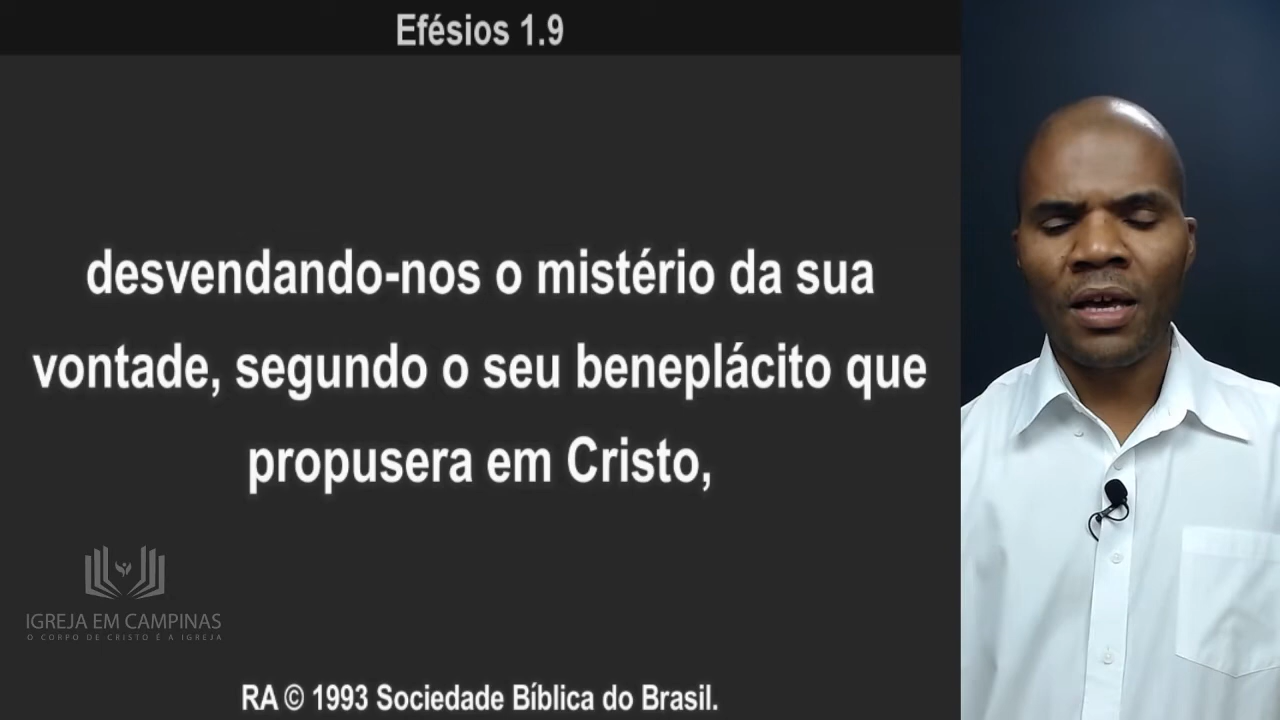 Efésios 1.9
desvendando-nos o mistério da sua
vontade, segundo o seu beneplácito que
propusera em Cristo,
IGREJA EM CAMPINAS
O CORPO DE CRISTO É A IGREJA
RA © 1993 Sociedade Bíblica do Brasil.